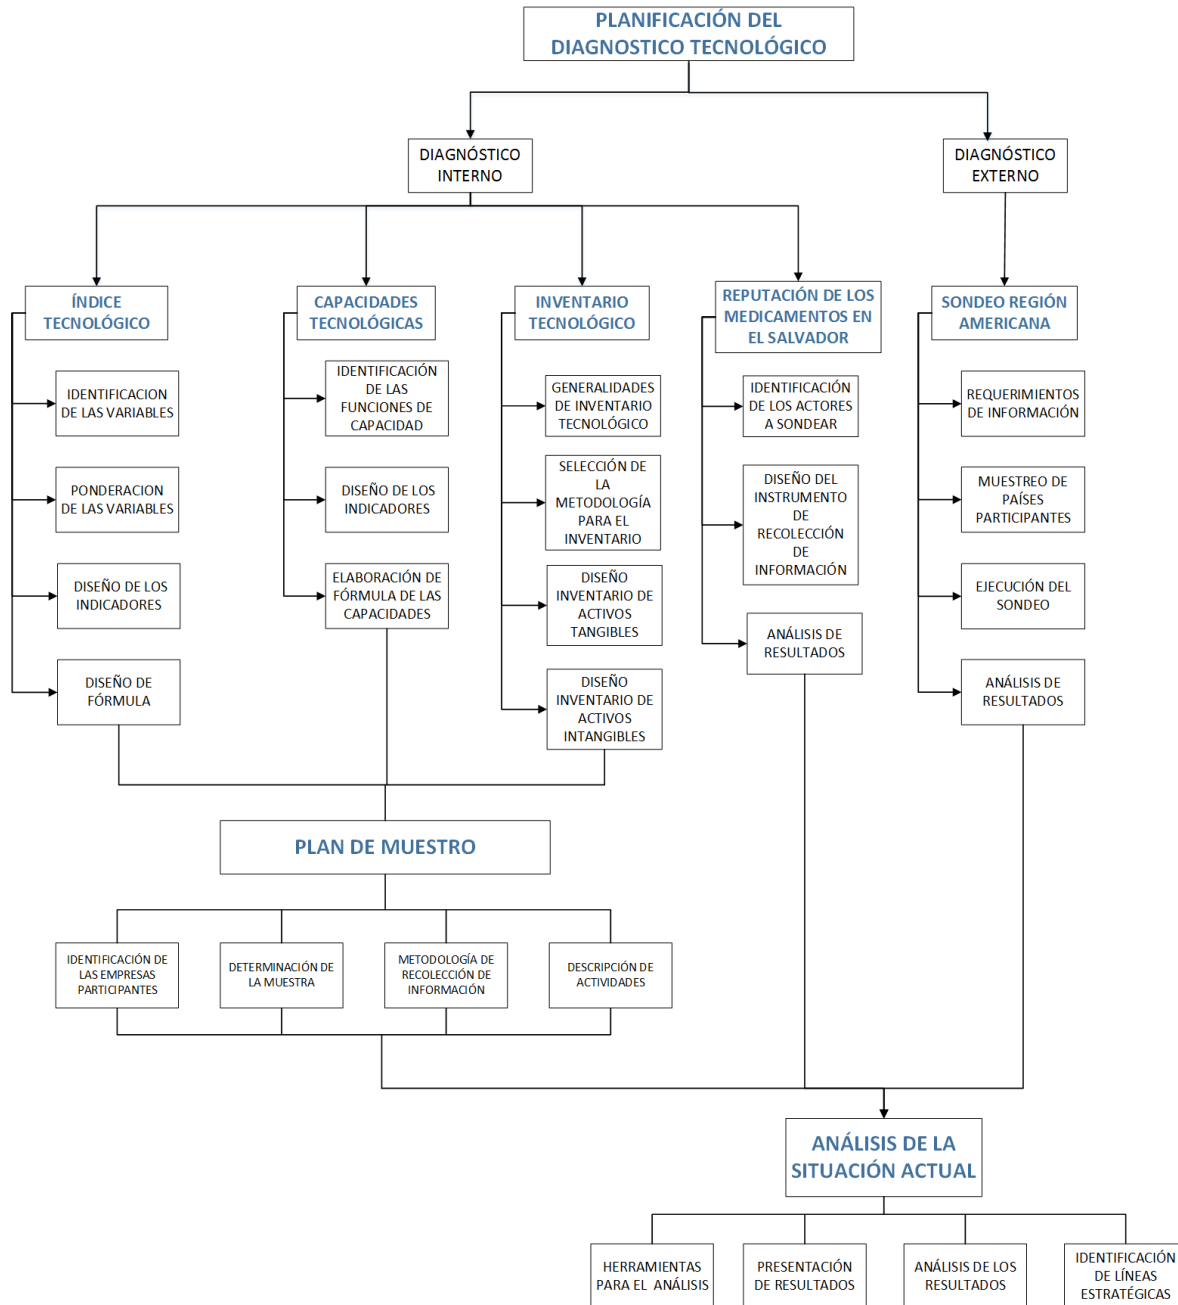 PLANIFICACIÓN DEL
DIAGNOSTICO TECNOLÓGICO
DIAGNÓSTICO
INTERNO
DIAGNÓSTICO
EXTERNO
ÍNDICE
TECNOLÓGICO
CAPACIDADES
TECNOLÓGICAS
INVENTARIO
TECNOLÓGICO
REPUTACIÓN DE LOS
MEDICAMENTOS EN
EL SALVADOR
SONDEO REGIÓN
AMERICANA
IDENTIFICACION
DE LAS VARIABLES
PONDERACION
DE LAS VARIABLES
DISEÑO DE LOS
INDICADORES
DISEÑO DE
FÓRMULA
IDENTIFICACIÓN
DE LAS
FUNCIONES DE
CAPACIDAD
DISEÑO DE LOS
INDICADORES
ELABORACIÓN DE
FÓRMULA DE LAS
CAPACIDADES
GENERALIDADES
DE INVENTARIO
TECNOLÓGICO
SELECCIÓN DE
LA
METODOLOGÍA
PARA EL
INVENTARIO
DISEÑO
INVENTARIO DE
ACTIVOS
TANGIBLES
DISEÑO
INVENTARIO DE
ACTIVOS
INTANGIBLES
IDENTIFICACIÓN
DE LOS ACTORES
A SONDEAR
DISEÑO DEL
INSTRUMENTO
DE
RECOLECCIÓN
DE
INFORMACIÓN
ANÁLISIS DE
RESULTADOS
REQUERIMIENTOS
DE INFORMACIÓN
MUESTREO DE
PAÍSES
PARTICIPANTES
EJECUCIÓN DEL
SONDEO
ANÁLISIS DE
RESULTADOS
PLAN DE MUESTRO
IDENTIFICACIÓN DE
LAS EMPRESAS
PARTICIPANTES
DETERMINACIÓN DE
LA MUESTRA
METODOLOGÍA DE
RECOLECCIÓN DE
INFORMACIÓN
DESCRIPCIÓN DE
ACTIVIDADES
ANÁLISIS DE LA
SITUACIÓN ACTUAL
HERRAMIENTAS
PARA EL ANÁLISIS
PRESENTACIÓN
DE RESULTADOS
ANÁLISIS DE LOS
RESULTADOS
IDENTIFICACIÓN
DE LÍNEAS
ESTRATÉGICAS